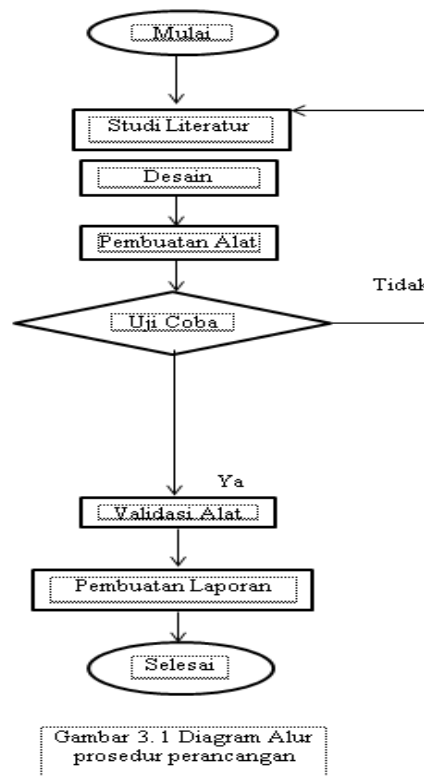 Mulai
Studi Literatur
Desain
Pembuatan Alat
Tidak
Uji Coba
Ya
Validasi Alat
Pembuatan Laporan
Selesai
Gambar 3.1 Diagram Alur
prosedur perancangan